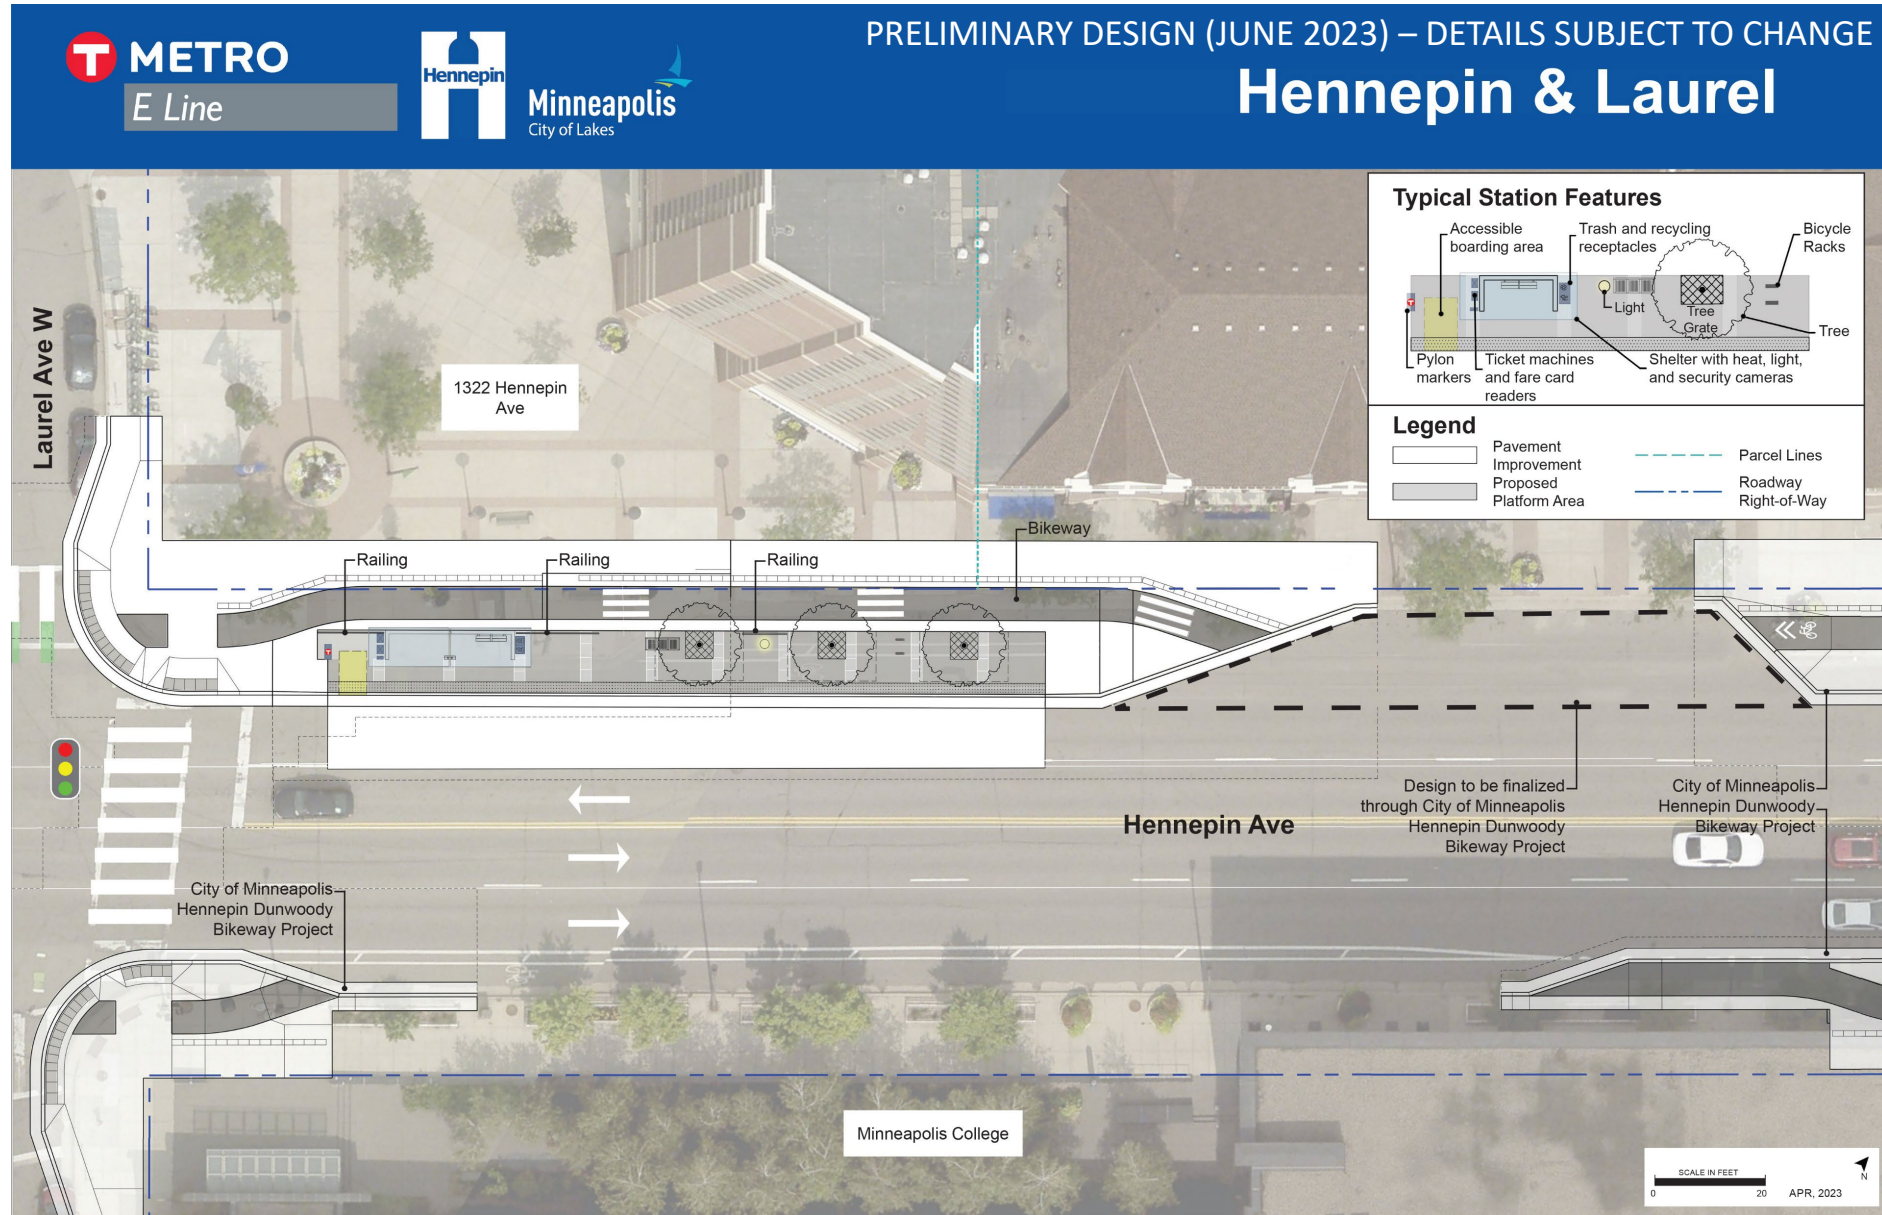 PRELIMINARY DESIGN (JUNE 2023) – DETAILS SUBJECT TO CHANGE
T METRO
E Line
Hennepin
Minneapolis
City of Lakes
Hennepin & Laurel
Typical Station Features
Accessible
boarding area
Trash and recycling
receptacles
Bicycle
Racks
Light
Tree
Grate
Tree
T
Pylon
markers
Ticket machines
and fare card
readers
Shelter with heat, light,
and security cameras
Legend
Pavement
Improvement
Proposed
Platform Area
Parcel Lines
Roadway
Right-of-Way
Laurel Ave W
1322 Hennepin
Ave
Bikeway
Railing
Railing
Railing
T
Design to be finalized
through City of Minneapolis
Hennepin Dunwoody
Bikeway Project
City of Minneapolis
Hennepin Dunwoody
Bikeway Project
Hennepin Ave
City of Minneapolis
Hennepin Dunwoody
Bikeway Project
Minneapolis College
SCALE IN FEET
0 20
APR, 2023
N